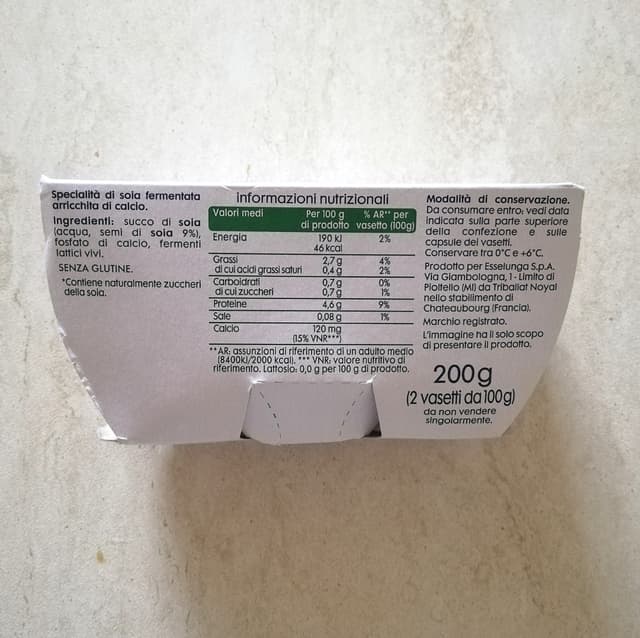 Specialità di soia fermentata
arricchita di calcio.
Ingredienti: succo di soia
(acqua, semi di soia 9%),
fosfato di calcio, fermenti
lattici vivi.
SENZA GLUTINE.
*Contiene naturalmente zuccheri
della soia.
informazioni nutrizionali
Valori medi Per 100 g % AR** per
di prodotto vasetto (100g)
Energia 190 kJ 2%
46 kcal
Grassi 2,7 g 4%
di cui acidi grassi saturi 0,4 g 2%
Carboidrati 0,7 g 0%
di cui zuccheri 0,7 g 1%
Proteine 4,6 g 9%
Sale 0,08 g 1%
Calcio 120 mg
(15% VNR***)
**AR: assunzioni di riferimento di un adulto medio
(8400kJ/2000 kcal). *** VNR: valore nutritivo di
riferimento. Lattosio: 0,0 g per 100 g di prodotto.
Modalità di conservazione.
Da consumare entro: vedi data
indicata sulla parte superiore
della confezione e sulle
capsule dei vasetti.
Conservare tra 0°C e +6°C.
Prodotto per Esselunga S.p.A.
Via Giambologna, 1 - Limito di
Pioltello (MI) da Triballat Noyal
nello stabilimento di
Chateaubourg (Francia).
Marchio registrato.
L'immagine ha il solo scopo
di presentare il prodotto.
200g
(2 vasetti da 100g)
da non vendere
singolarmente.